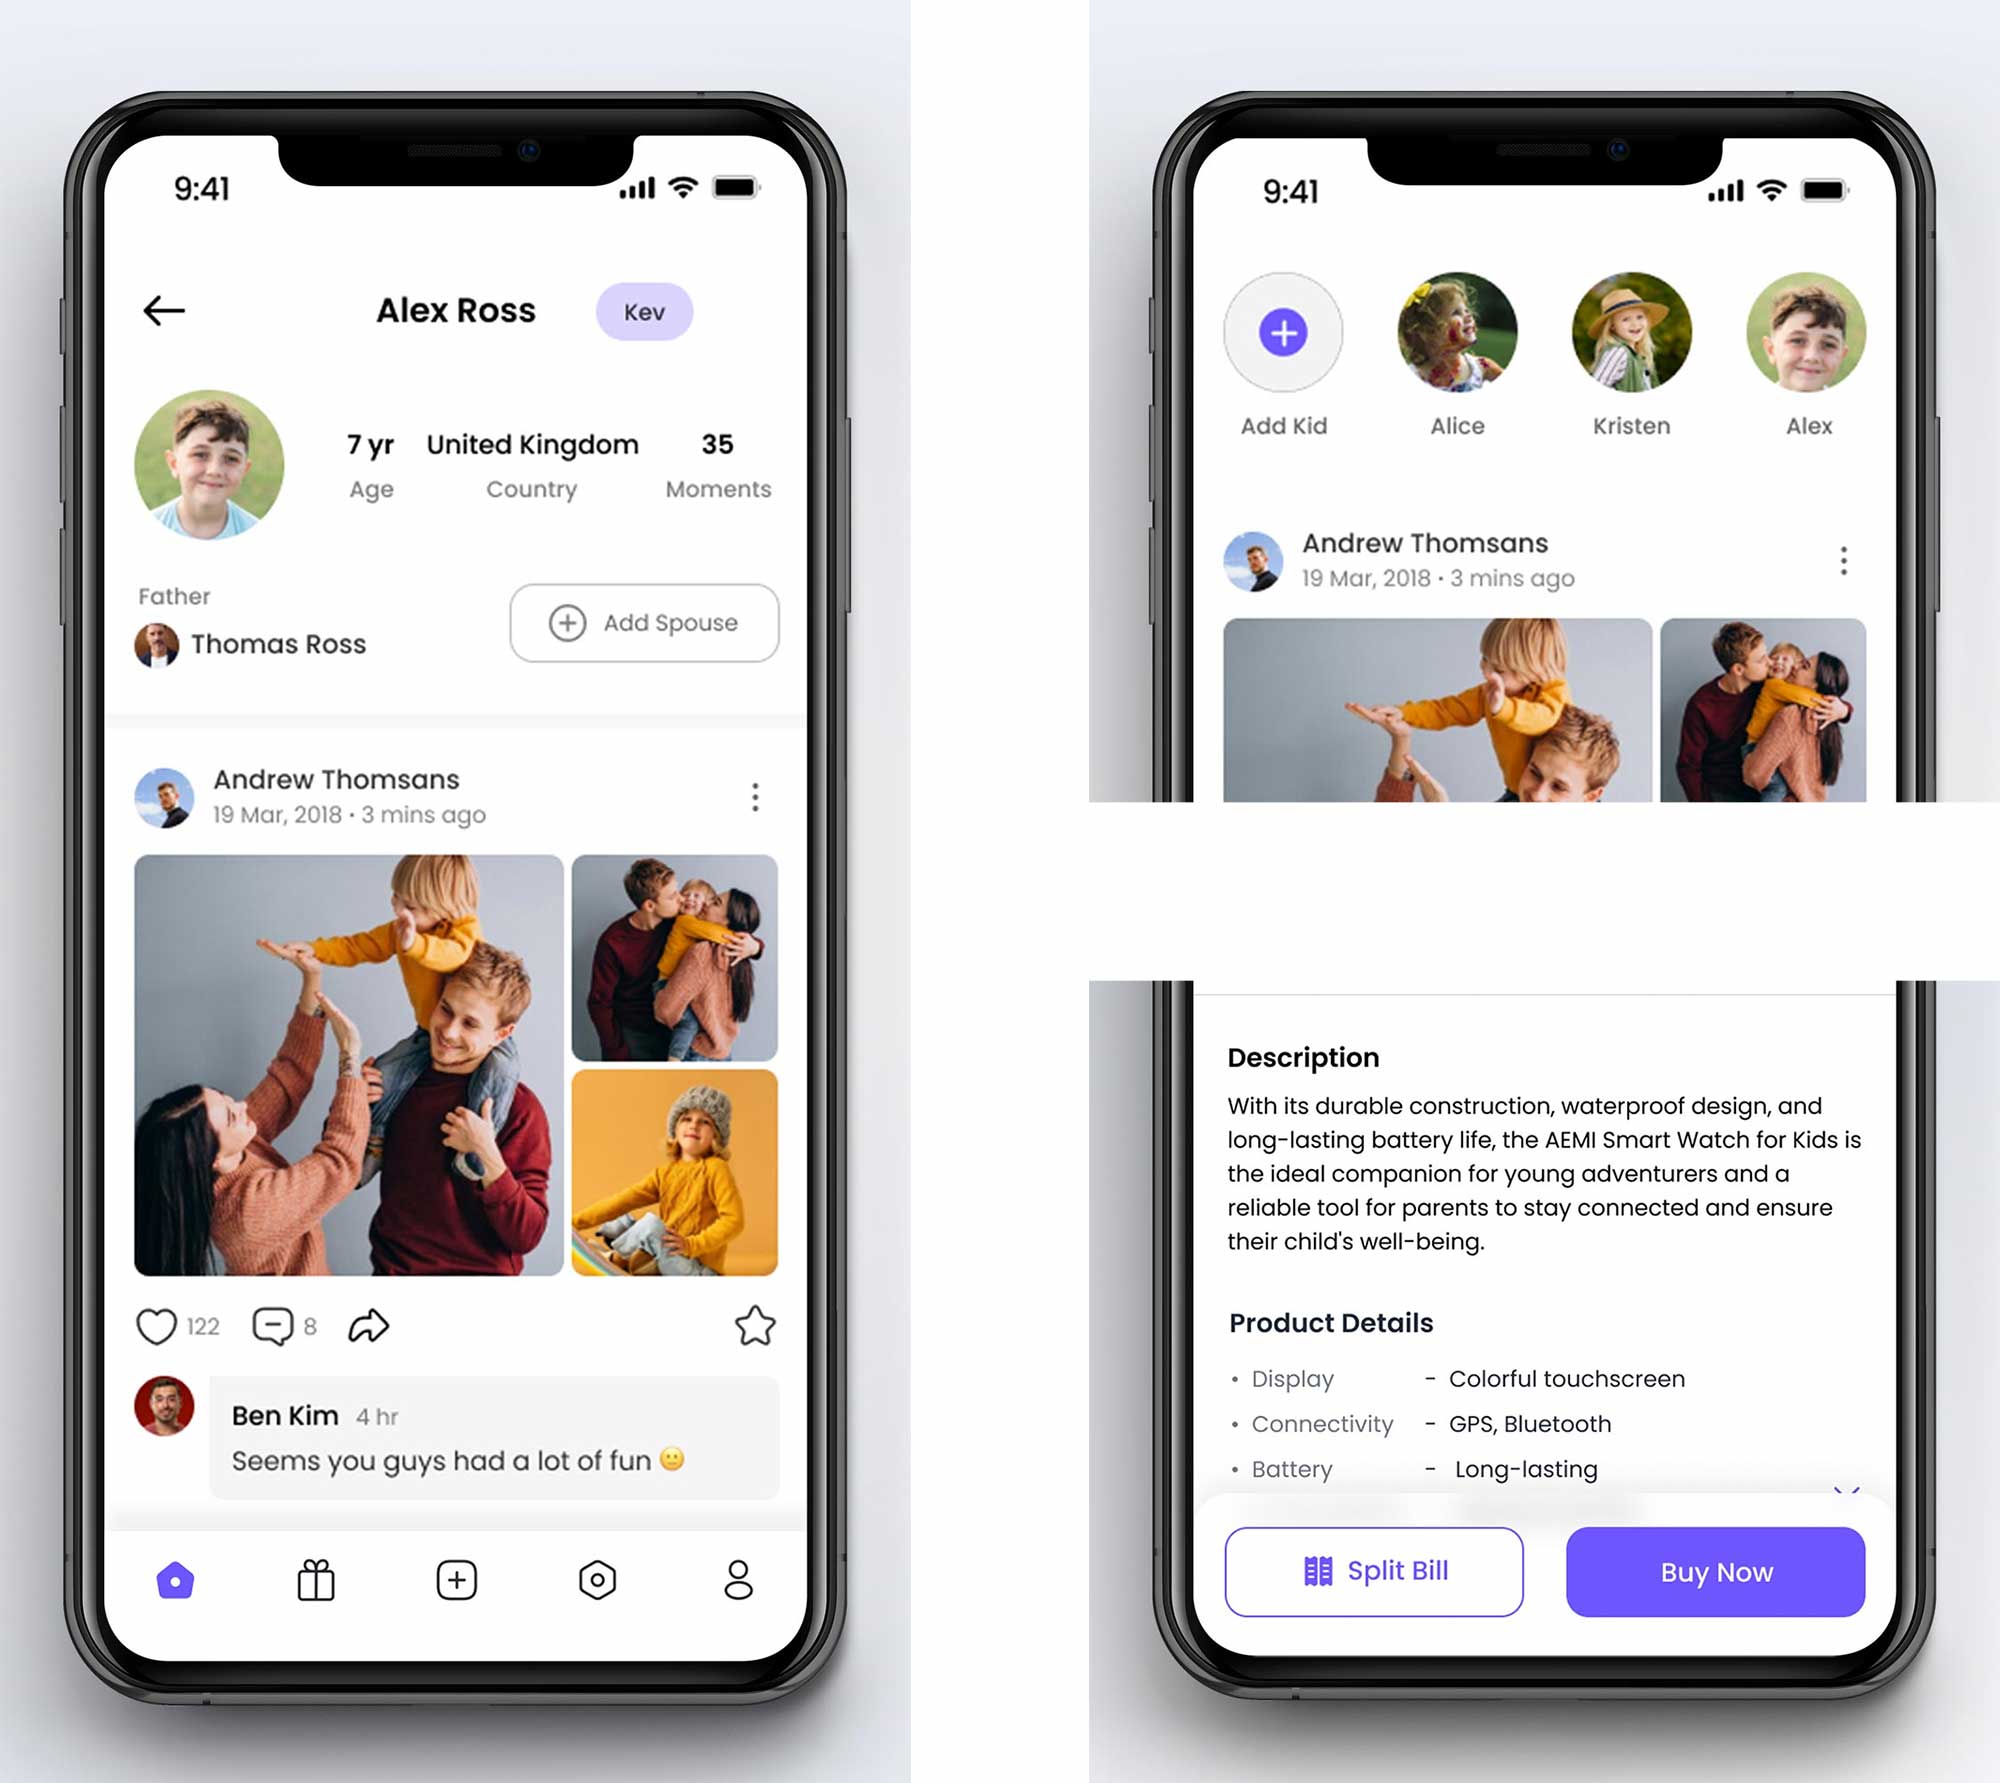 9:41
Alex Ross
Kev
7 yr
Age
United Kingdom
Country
35
Moments
Father
Thomas Ross
Add Spouse
Andrew Thomsans
19 Mar, 2018 • 3 mins ago
122
8
Ben Kim 4 hr
Seems you guys had a lot of fun 🙂
9:41
Add Kid
Alice
Kristen
Alex
Andrew Thomsans
19 Mar, 2018 • 3 mins ago
Description
With its durable construction, waterproof design, and
long-lasting battery life, the AEMI Smart Watch for Kids is
the ideal companion for young adventurers and a
reliable tool for parents to stay connected and ensure
their child's well-being.
Product Details
• Display - Colorful touchscreen
• Connectivity - GPS, Bluetooth
• Battery - Long-lasting
Split Bill
Buy Now